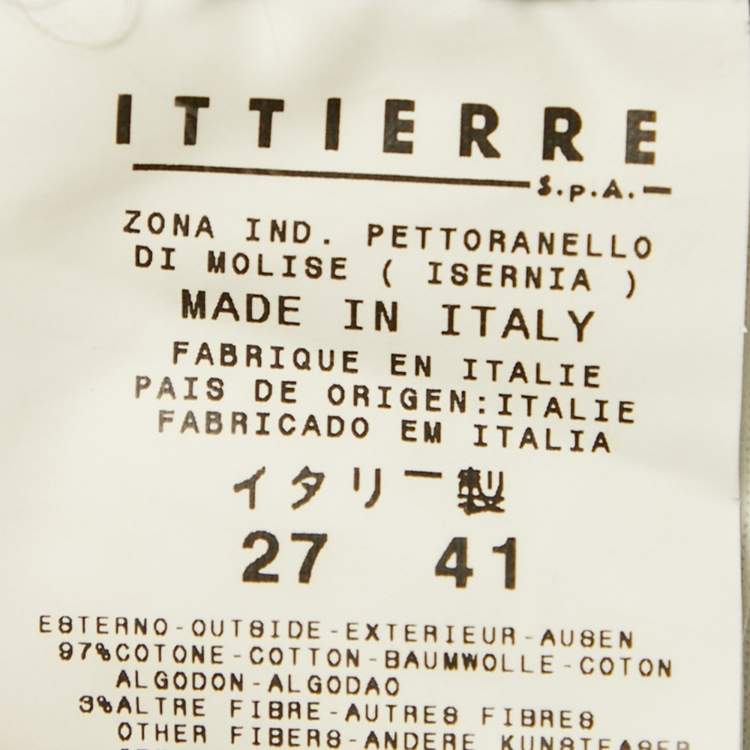 ITTIERRE
S.p.A.
ZONA IND. PETTORANELLO
DI MOLISE ( ISERNIA )
MADE IN ITALY
FABRIQUE EN ITALIE
PAIS DE ORIGEN:ITALIE
FABRICADO EM ITALIA
イタリー製
27 41
ESTERNO-OUTSIDE-EXTERIEUR-AUSEN
97%COTONE-COTTON-BAUMWOLLE-COTON
ALGODON-ALGODAO
3%ALTRE FIBRE-AUTRES FIBRES
OTHER FIBERS-ANDERE KUNSTFASER